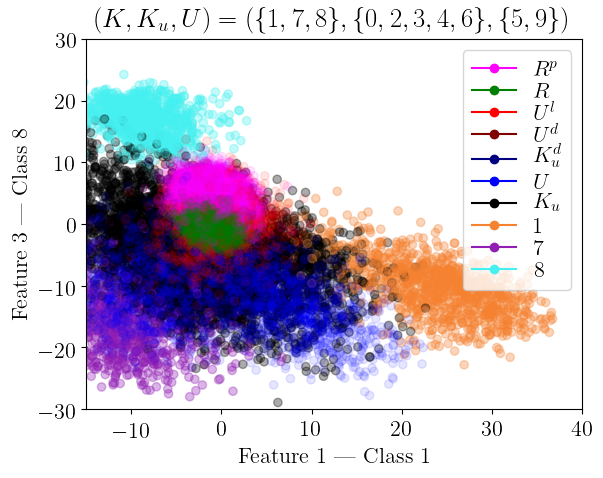 (K, K_u, U) = ({1, 7, 8}, {0, 2, 3, 4, 6}, {5, 9})
30
20
10
0
−10
−20
−30
Feature 3 — Class 8
R^p
R
U^l
U^d
K_u^d
U
K_u
1
7
8
−10
0
10
20
30
40
Feature 1 — Class 1